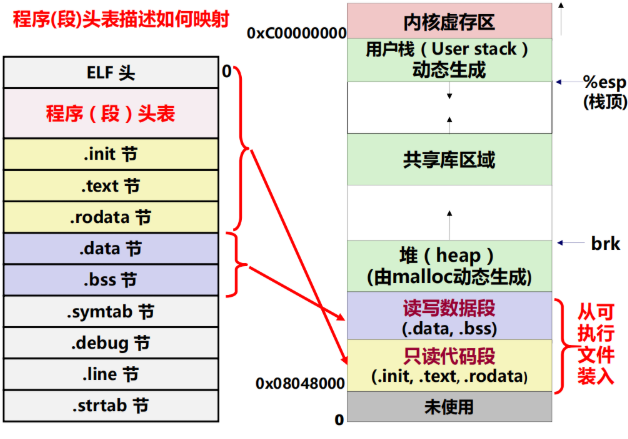 程序(段)头表描述如何映射
ELF 头
0
程序（段）头表
.init 节
.text 节
.rodata 节
.data 节
.bss 节
.symtab 节
.debug 节
.line 节
.strtab 节
0xC00000000
内核虚存区
用户栈（User stack）
动态生成
%esp
(栈顶)
共享库区域
brk
堆（heap）
(由malloc动态生成)
读写数据段
(.data, .bss)
只读代码段
(.init, .text, .rodata)
从可
执行
文件
装入
0x08048000
未使用
0